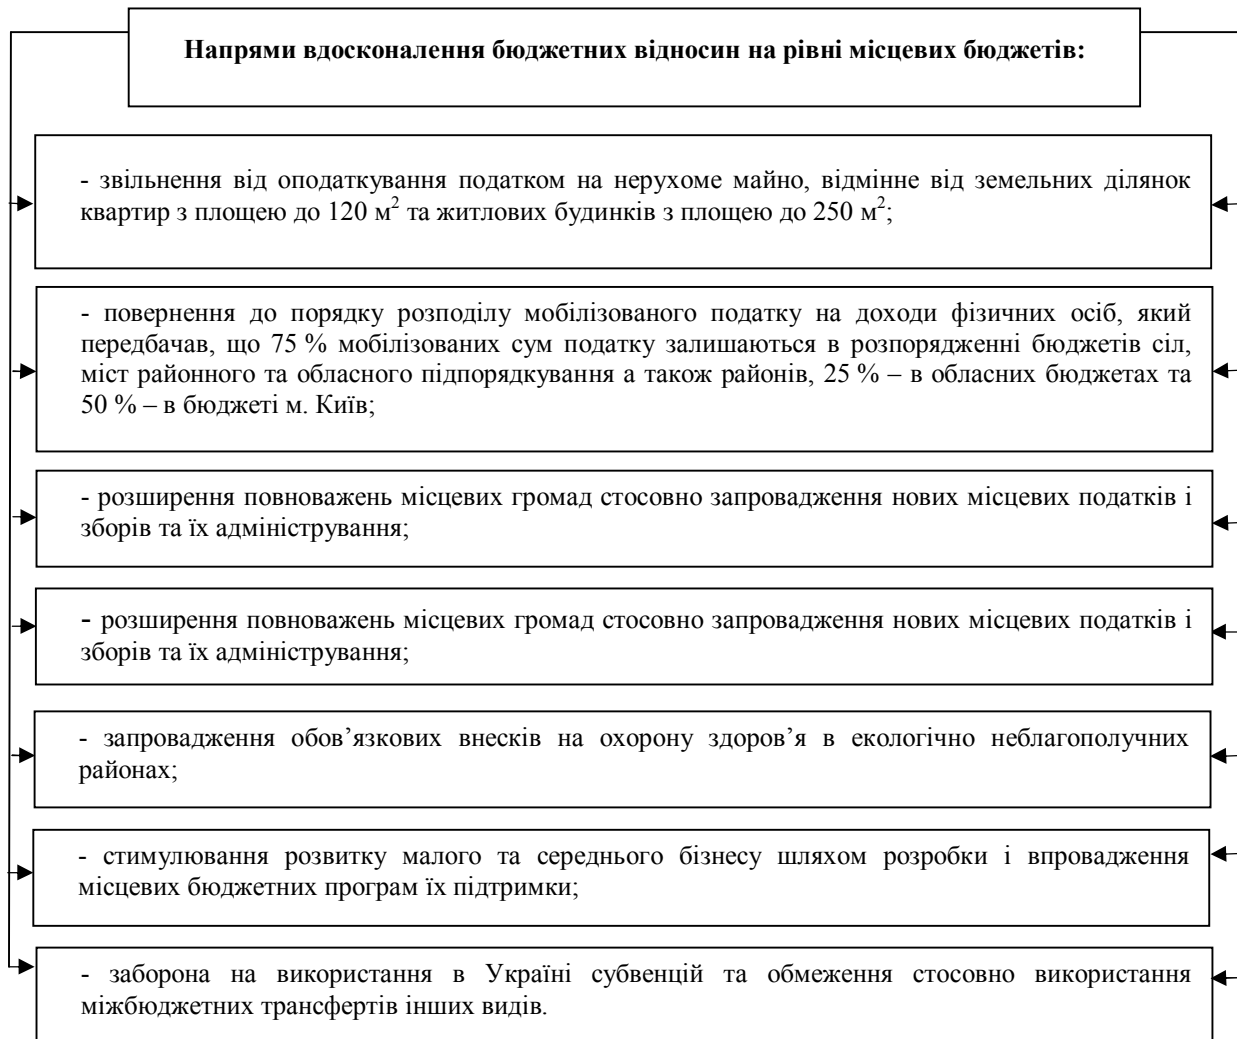 Напрями вдосконалення бюджетних відносин на рівні місцевих бюджетів:
- звільнення від оподаткування податком на нерухоме майно, відмінне від земельних ділянок
квартир з площею до 120 м² та житлових будинків з площею до 250 м²;
- повернення до порядку розподілу мобілізованого податку на доходи фізичних осіб, який
передбачав, що 75 % мобілізованих сум податку залишаються в розпорядженні бюджетів сіл,
міст районного та обласного підпорядкування а також районів, 25 % – в обласних бюджетах та
50 % – в бюджеті м. Київ;
- розширення повноважень місцевих громад стосовно запровадження нових місцевих податків і
зборів та їх адміністрування;
- розширення повноважень місцевих громад стосовно запровадження нових місцевих податків і
зборів та їх адміністрування;
- запровадження обов’язкових внесків на охорону здоров’я в екологічно неблагополучних
районах;
- стимулювання розвитку малого та середнього бізнесу шляхом розробки і впровадження
місцевих бюджетних програм їх підтримки;
- заборона на використання в Україні субвенцій та обмеження стосовно використання
міжбюджетних трансфертів інших видів.